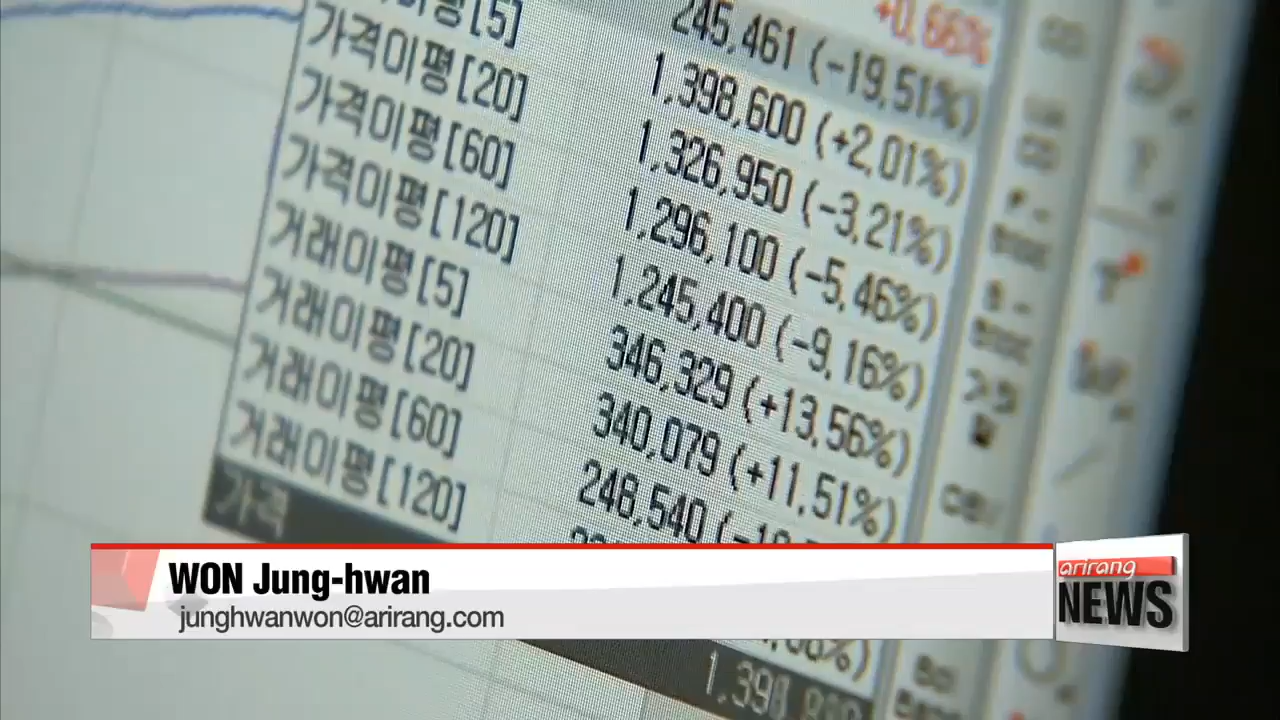 +0.66%
245,461 (-19.51%)
이평[5] 1,398,600 (+2.01%)
가격이평[20] 1,326,950 (-3.21%)
가격이평[60] 1,296,100 (-5.46%)
가격이평[120] 1,245,400 (-9.16%)
거래이평[5] 346,329 (+13.56%)
거래이평[20] 340,079 (+11.51%)
거래이평[60]
거래이평[120]
가격
WON Jung-hwan
junghwanwon@arirang.com
arirang
NEWS